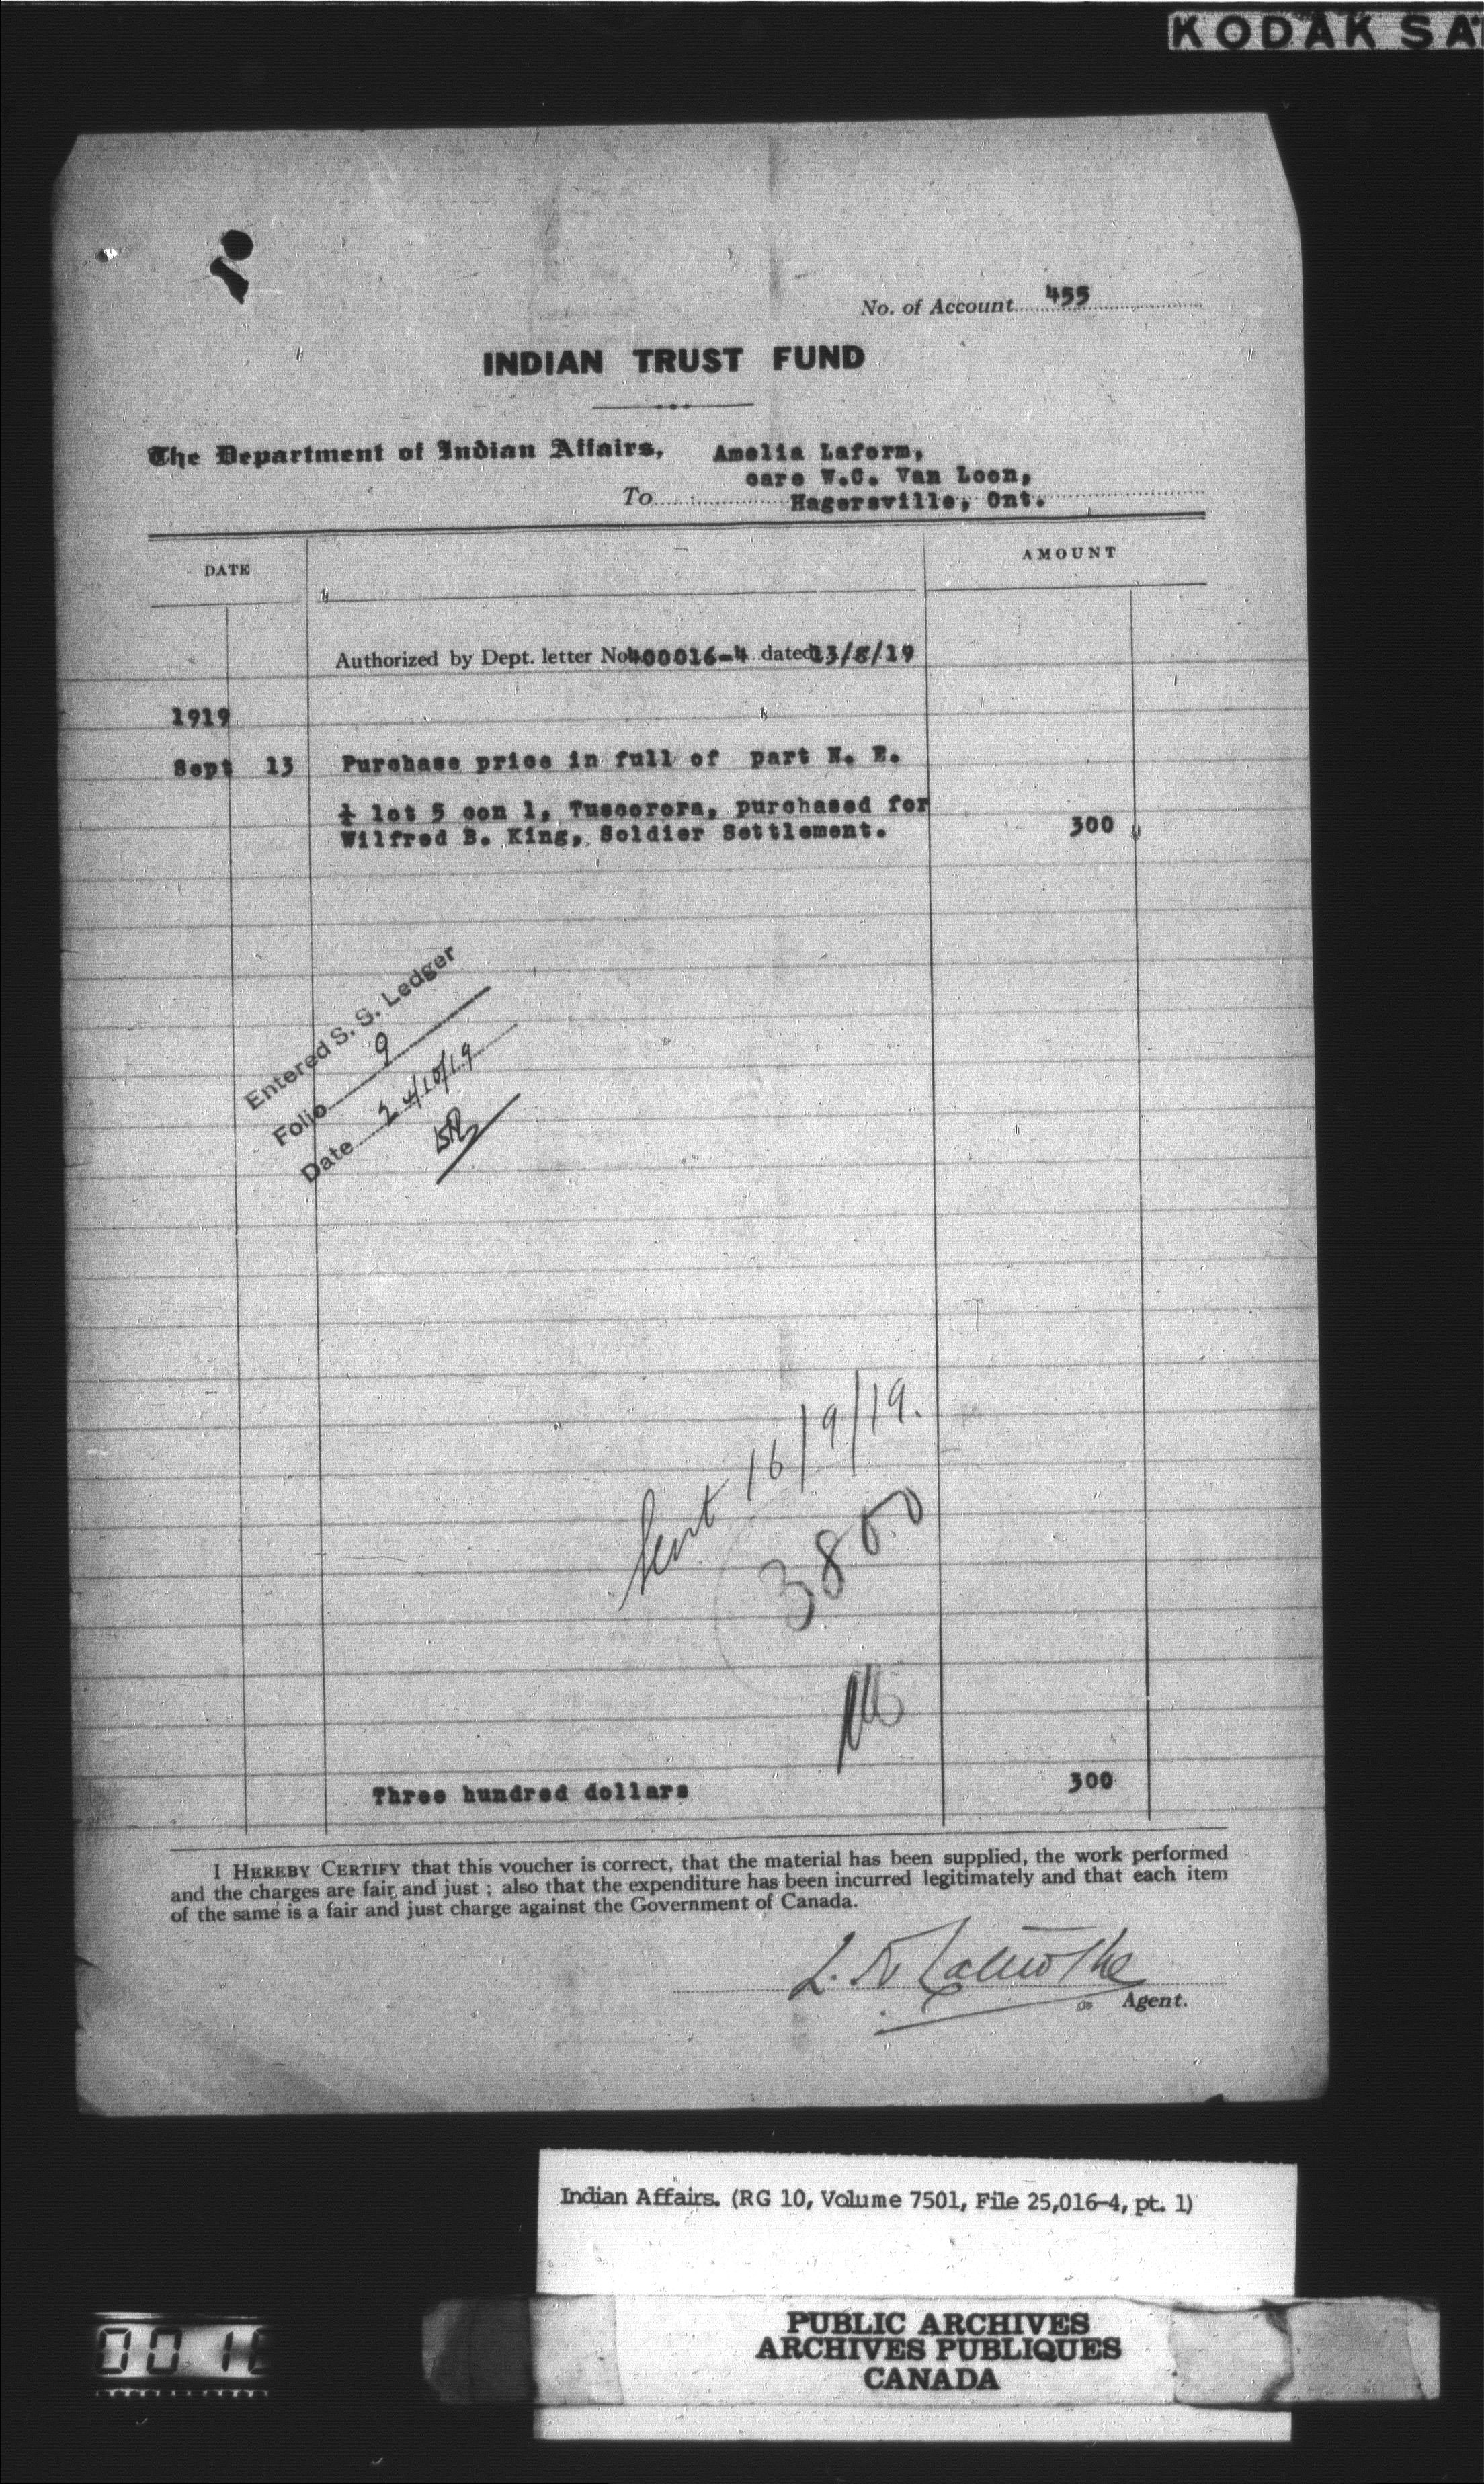 KODAK SA
No. of Account 455
INDIAN TRUST FUND
The Department of Indian Affairs,
Amelia Laform,
care W.C. Van Loon,
To Hagersville, Ont.
DATE
AMOUNT
Authorized by Dept. letter No 400016-4 dated 13/8/19
1919
Sept 13 Purchase price in full of part N. E.
¼ lot 5 con 1, Tuscorora, purchased for
Wilfred B. King, Soldier Settlement. 300
Entered S. S. Ledger
Folio 9
Date 24/10/19
Sent 16/9/19.
3850
Three hundred dollars 300
I HEREBY CERTIFY that this voucher is correct, that the material has been supplied, the work performed
and the charges are fair and just ; also that the expenditure has been incurred legitimately and that each item
of the same is a fair and just charge against the Government of Canada.
Agent.
Indian Affairs. (RG 10, Volume 7501, File 25,016-4, pt. 1)
PUBLIC ARCHIVES
ARCHIVES PUBLIQUES
CANADA